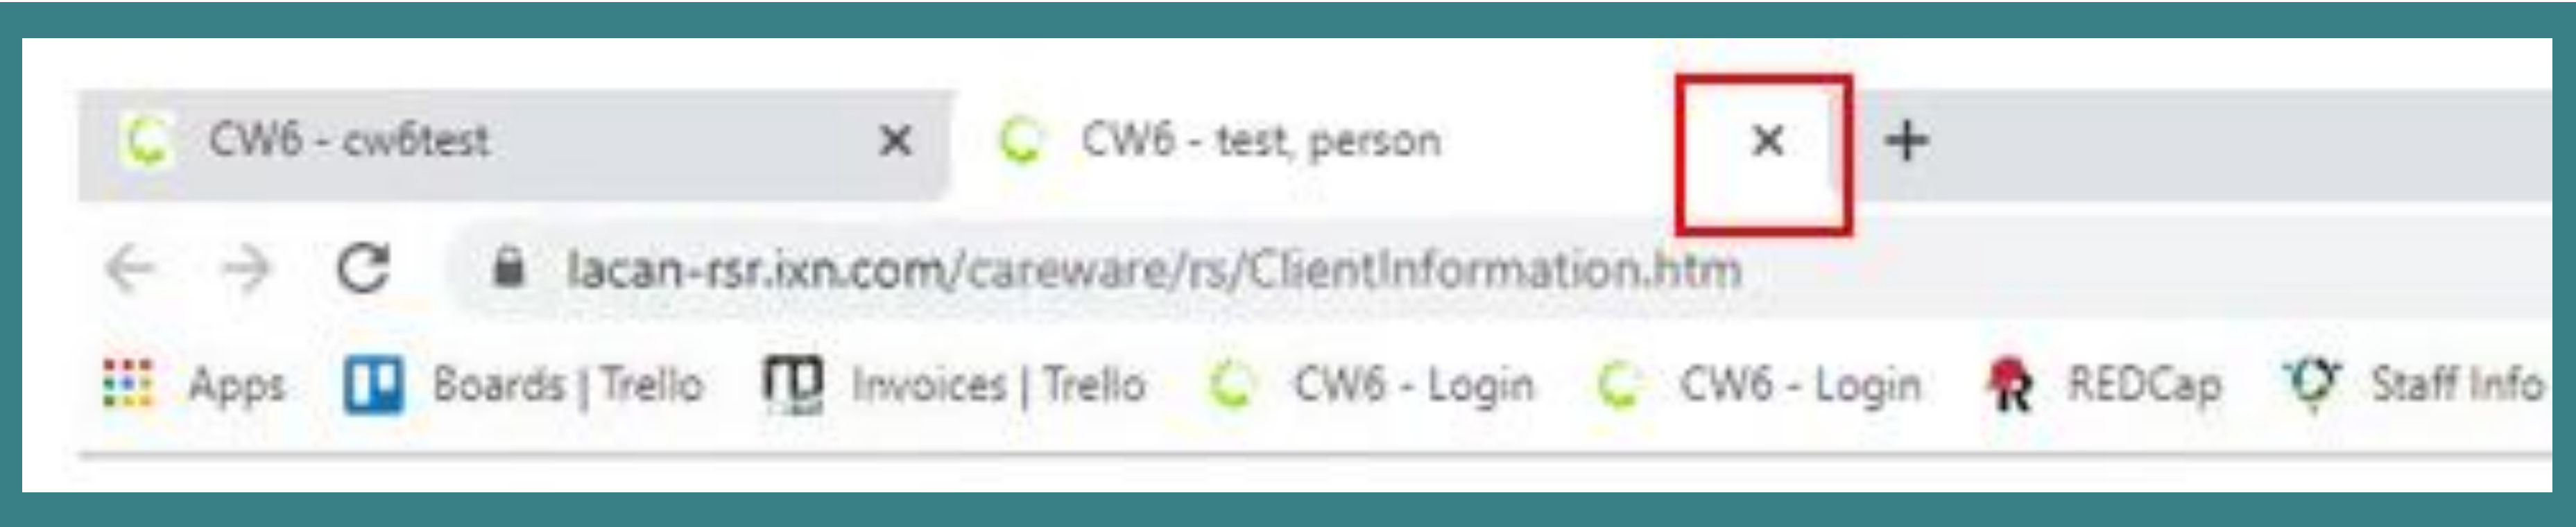 CW6 - cw6test CW6 - test, person
lacan-rsr.ixn.com/careware/rs/ClientInformation.htm
Apps Boards | Trello Invoices | Trello CW6 - Login CW6 - Login REDCap Staff Info